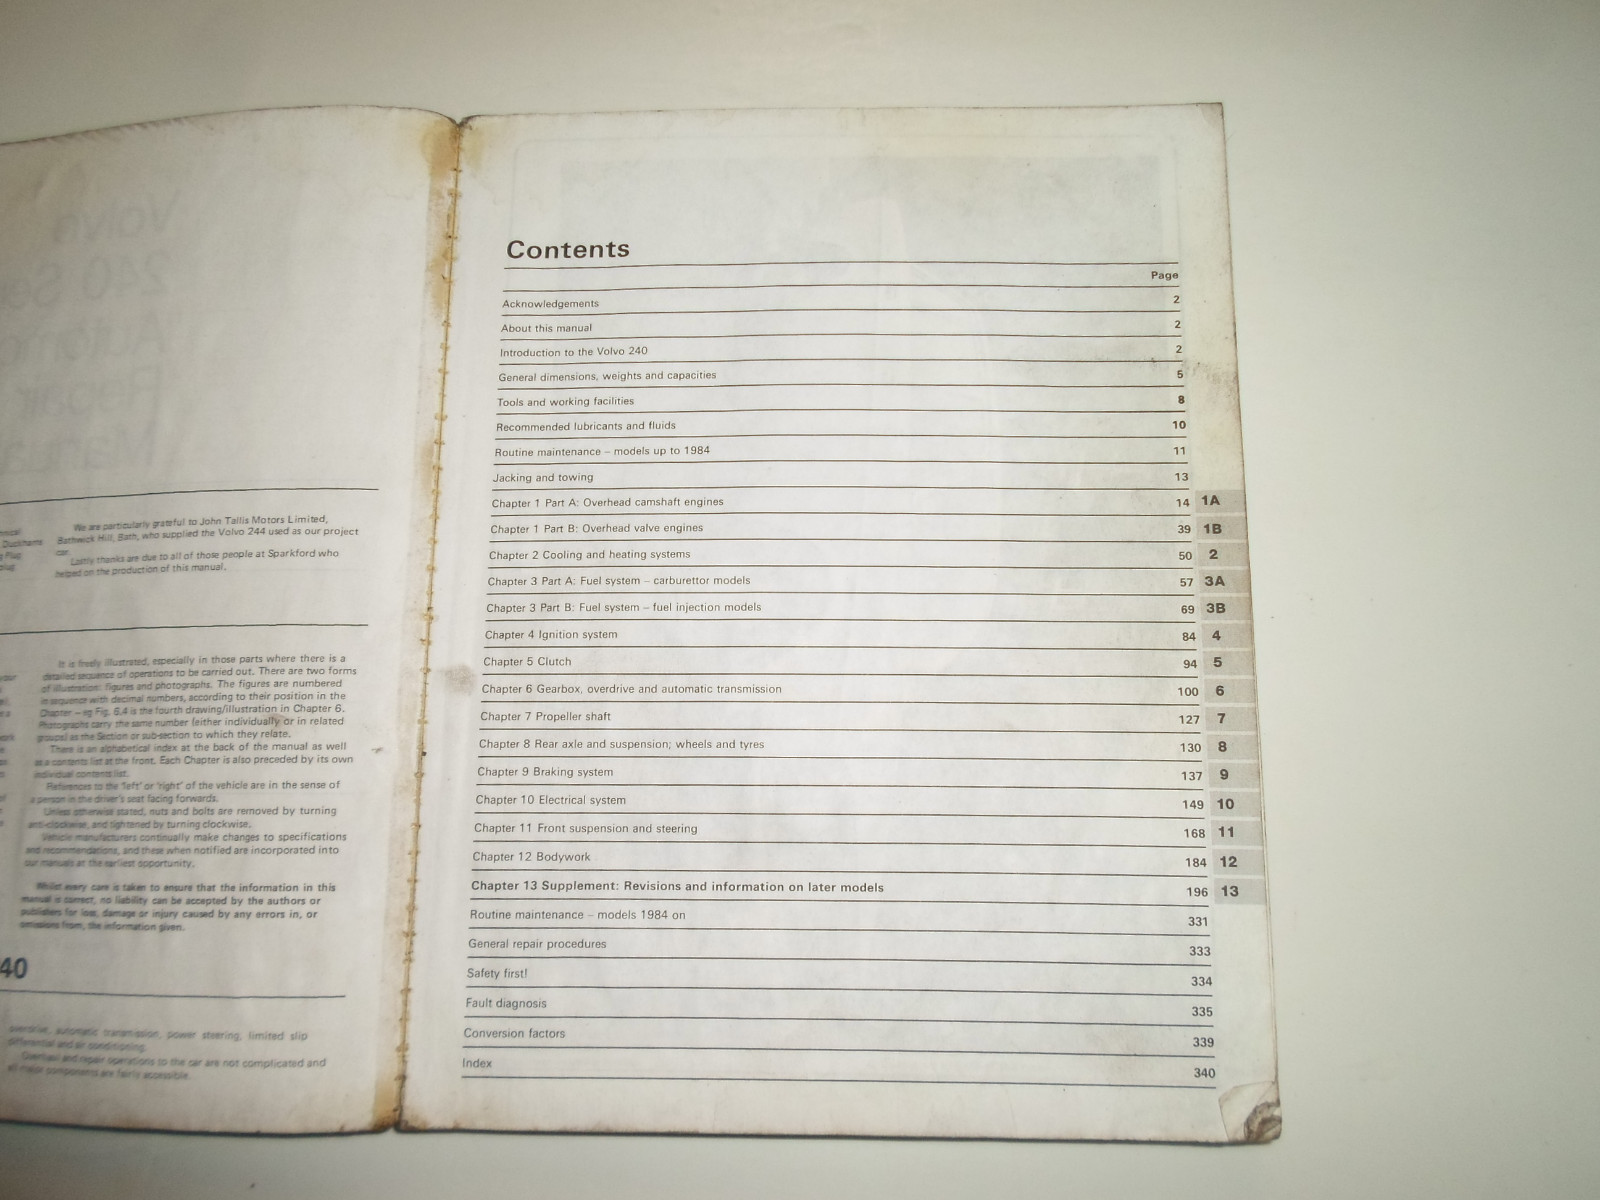 We are particularly grateful to John Tallis Motors Limited,
Bathwick Hill, Bath, who supplied the Volvo 244 used as our project
car.
Lastly thanks are due to all of those people at Sparkford who
helped on the production of this manual.
It is freely illustrated, especially in those parts where there is a
detailed sequence of operations to be carried out. There are two forms
of illustration: figures and photographs. The figures are numbered
in sequence with decimal numbers, according to their position in the
Chapter – eg Fig. 6.4 is the fourth drawing/illustration in Chapter 6.
Photographs carry the same number (either individually or in related
groups) as the Section or sub-section to which they relate.
There is an alphabetical index at the back of the manual as well
as a contents list at the front. Each Chapter is also preceded by its own
individual contents list.
References to the 'left' or 'right' of the vehicle are in the sense of
a person in the driver's seat facing forwards.
Unless otherwise stated, nuts and bolts are removed by turning
anti-clockwise, and tightened by turning clockwise.
Vehicle manufacturers continually make changes to specifications
and recommendations, and these when notified are incorporated into
our manuals at the earliest opportunity.
Whilst every care is taken to ensure that the information in this
manual is correct, no liability can be accepted by the authors or
publishers for loss, damage or injury caused by any errors in, or
omissions from, the information given.
40
overdrive, automatic transmission, power steering, limited slip
differential and air conditioning.
Overhaul and repair operations to the car are not complicated and
all major components are fairly accessible.
Contents
Page
Acknowledgements 2
About this manual 2
Introduction to the Volvo 240 2
General dimensions, weights and capacities 5
Tools and working facilities 8
Recommended lubricants and fluids 10
Routine maintenance – models up to 1984 11
Jacking and towing 13
Chapter 1 Part A: Overhead camshaft engines 14 1A
Chapter 1 Part B: Overhead valve engines 39 1B
Chapter 2 Cooling and heating systems 50 2
Chapter 3 Part A: Fuel system – carburettor models 57 3A
Chapter 3 Part B: Fuel system – fuel injection models 69 3B
Chapter 4 Ignition system 84 4
Chapter 5 Clutch 94 5
Chapter 6 Gearbox, overdrive and automatic transmission 100 6
Chapter 7 Propeller shaft 127 7
Chapter 8 Rear axle and suspension; wheels and tyres 130 8
Chapter 9 Braking system 137 9
Chapter 10 Electrical system 149 10
Chapter 11 Front suspension and steering 168 11
Chapter 12 Bodywork 184 12
Chapter 13 Supplement: Revisions and information on later models 196 13
Routine maintenance – models 1984 on 331
General repair procedures 333
Safety first! 334
Fault diagnosis 335
Conversion factors 339
Index 340